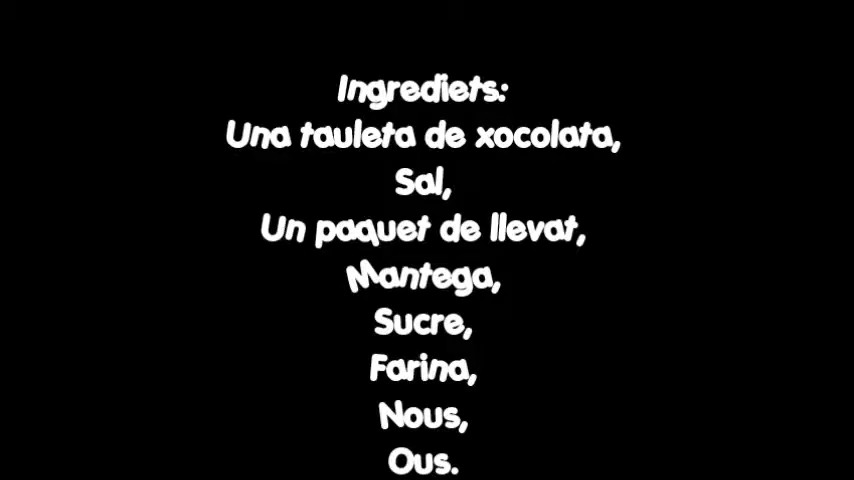 Ingrediets:
Una tauleta de xocolata,
Sal,
Un paquet de llevat,
Mantega,
Sucre,
Farina,
Nous,
Ous.